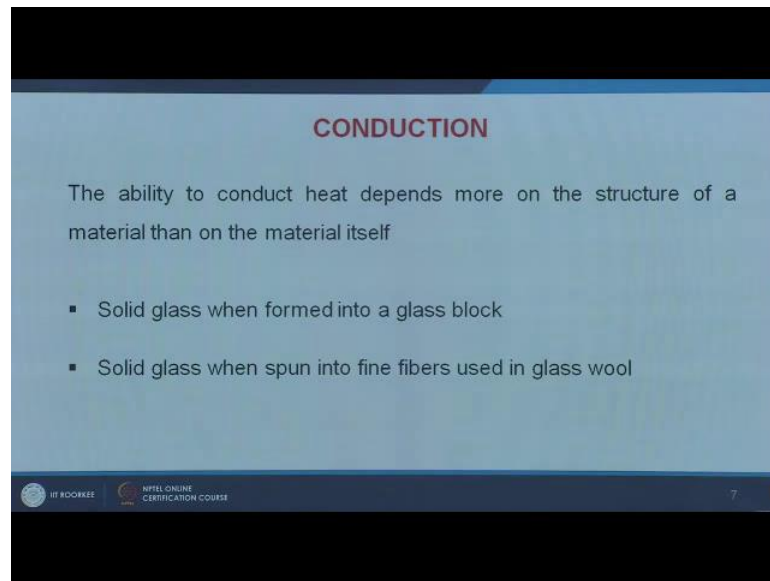 CONDUCTION
The ability to conduct heat depends more on the structure of a
material than on the material itself
▪ Solid glass when formed into a glass block
▪ Solid glass when spun into fine fibers used in glass wool
IIT ROORKEE
NPTEL ONLINE
CERTIFICATION COURSE
7